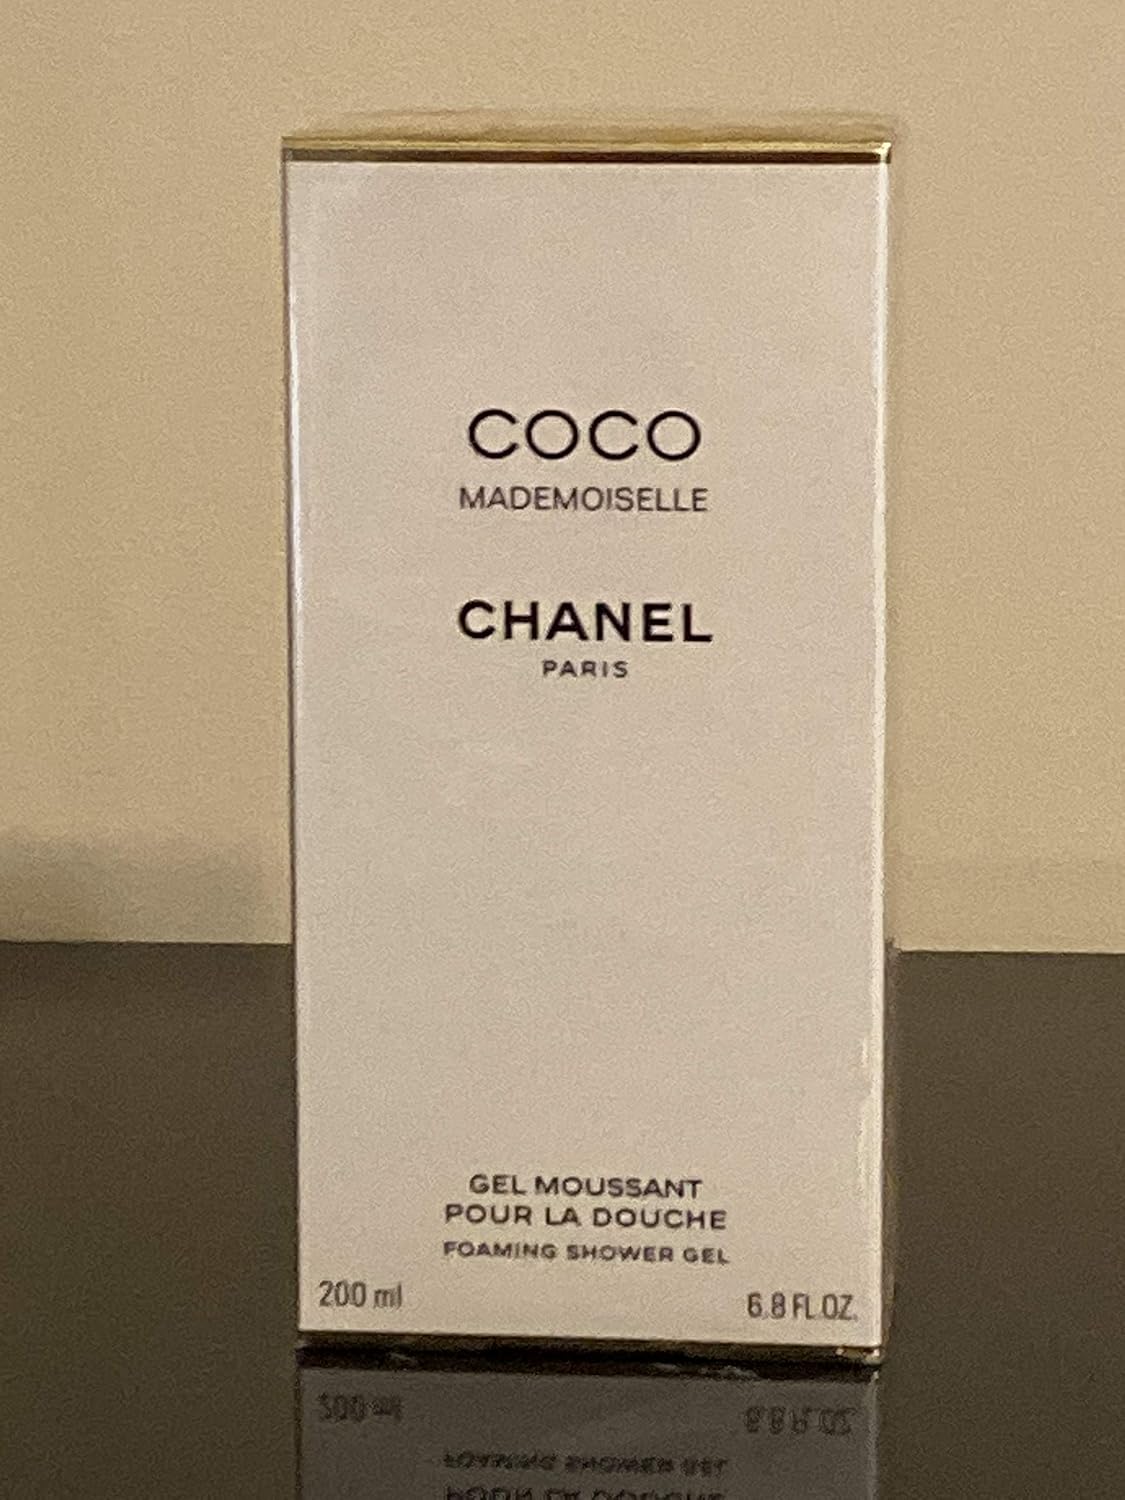 COCO
MADEMOISELLE
CHANEL
PARIS
GEL MOUSSANT
POUR LA DOUCHE
FOAMING SHOWER GEL
200 ml
6.8 FL.OZ.